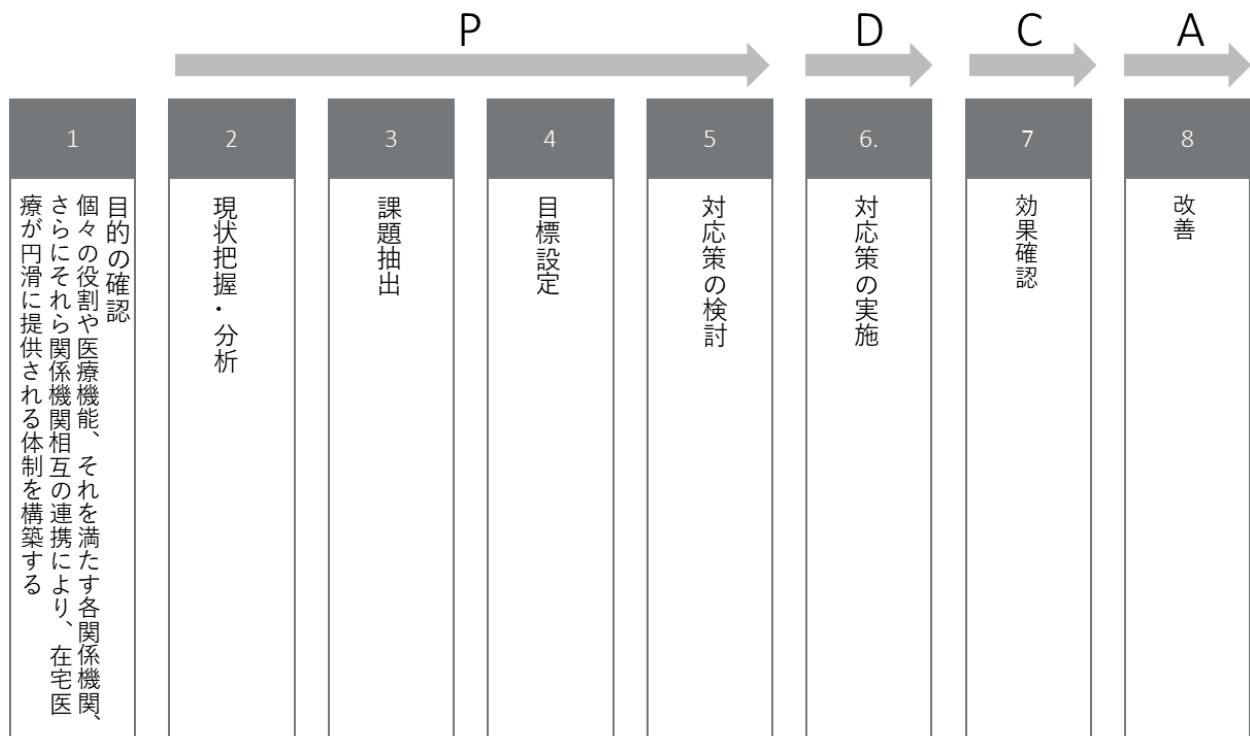 P
D
C
A
1
目的の確認
個々の役割や医療機能、それを満たす各関係機関、
さらにそれら関係機関相互の連携により、在宅医
療が円滑に提供される体制を構築する
2
現状把握・分析
3
課題抽出
4
目標設定
5
対応策の検討
6.
対応策の実施
7
効果確認
8
改善